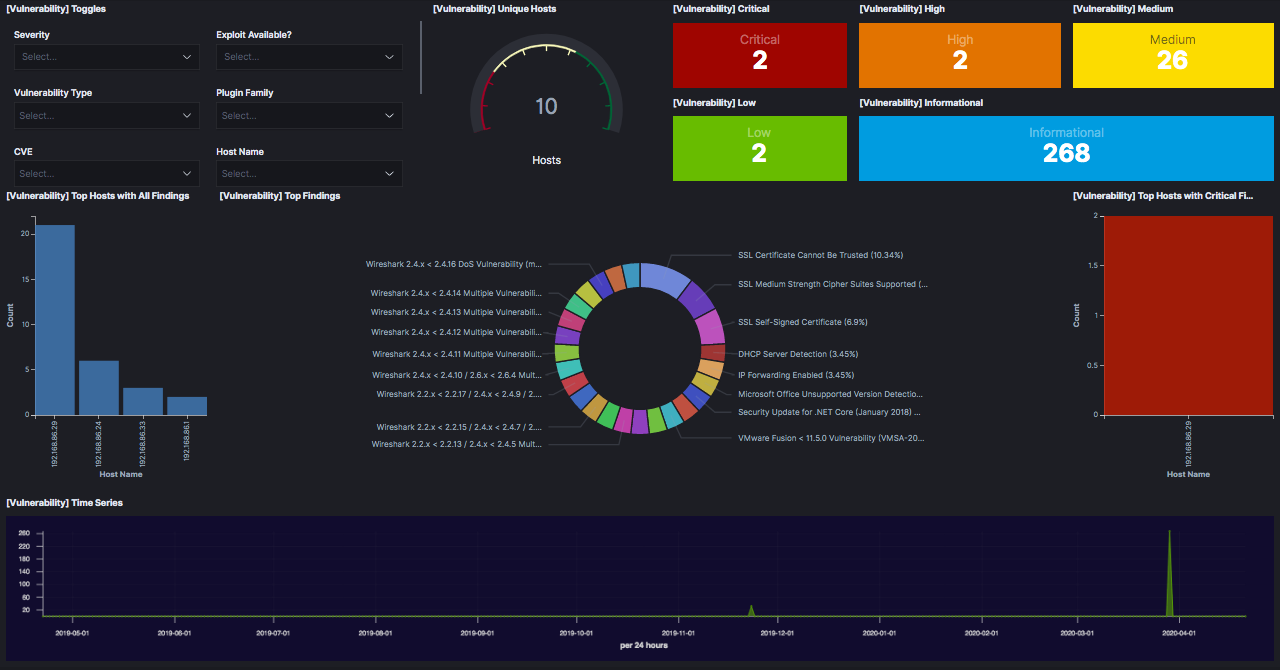 [Vulnerability] Toggles
[Vulnerability] Unique Hosts
[Vulnerability] Critical
[Vulnerability] High
[Vulnerability] Medium
Severity
Exploit Available?
Select...
Select...
Vulnerability Type
Plugin Family
Select...
Select...
CVE
Host Name
Select...
Select...
10
Hosts
Critical
2
High
2
Medium
26
[Vulnerability] Low
[Vulnerability] Informational
Low
2
Informational
268
[Vulnerability] Top Hosts with All Findings
[Vulnerability] Top Findings
[Vulnerability] Top Hosts with Critical Fi...
20
15
10
5
0
Count
192.168.86.29
192.168.86.24
192.168.86.33
192.168.86.1
Host Name
Wireshark 2.4.x < 2.4.16 DoS Vulnerability (m...
Wireshark 2.4.x < 2.4.14 Multiple Vulnerabili...
Wireshark 2.4.x < 2.4.13 Multiple Vulnerabili...
Wireshark 2.4.x < 2.4.12 Multiple Vulnerabili...
Wireshark 2.4.x < 2.4.11 Multiple Vulnerabili...
Wireshark 2.4.x < 2.4.10 / 2.6.x < 2.6.4 Mult...
Wireshark 2.2.x < 2.2.17 / 2.4.x < 2.4.9 / 2....
Wireshark 2.2.x < 2.2.15 / 2.4.x < 2.4.7 / 2....
Wireshark 2.2.x < 2.2.13 / 2.4.x < 2.4.5 Mult...
SSL Certificate Cannot Be Trusted (10.34%)
SSL Medium Strength Cipher Suites Supported (...
SSL Self-Signed Certificate (6.9%)
DHCP Server Detection (3.45%)
IP Forwarding Enabled (3.45%)
Microsoft Office Unsupported Version Detectio...
Security Update for .NET Core (January 2018) ...
VMware Fusion < 11.5.0 Vulnerability (VMSA-20...
2
1.5
1
0.5
0
Count
192.168.86.29
Host Name
[Vulnerability] Time Series
260
220
180
140
100
60
20
2019-05-01
2019-06-01
2019-07-01
2019-08-01
2019-09-01
2019-10-01
2019-11-01
2019-12-01
2020-01-01
2020-02-01
2020-03-01
2020-04-01
per 24 hours